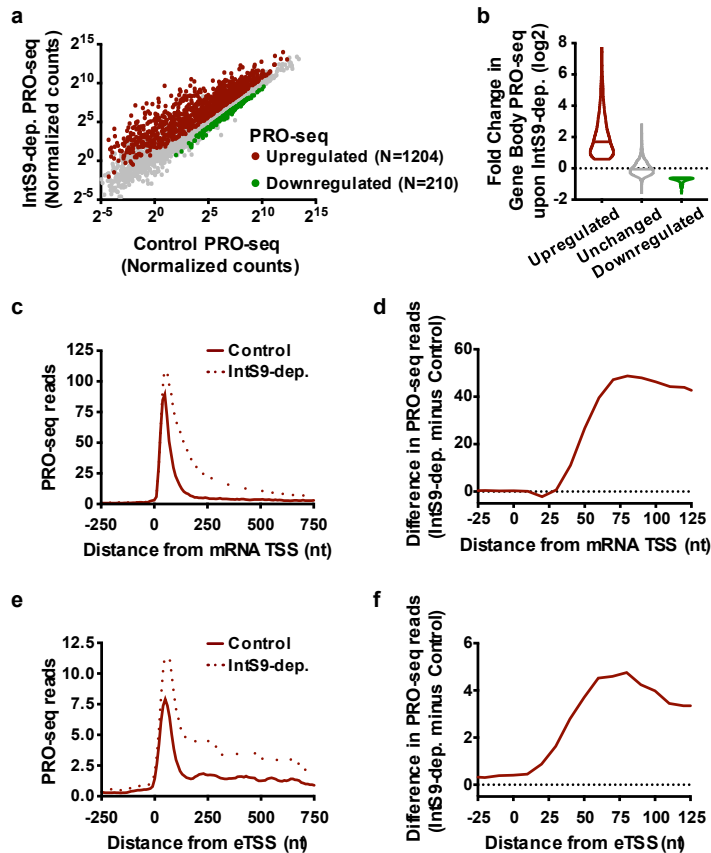 a
IntS9-dep. PRO-seq
(Normalized counts)
2^15
2^10
2^5
2^0
2^-5
2^-5 2^0 2^5 2^10 2^15
Control PRO-seq
(Normalized counts)
PRO-seq
Upregulated (N=1204)
Downregulated (N=210)
b
Fold Change in
Gene Body PRO-seq
upon IntS9-dep. (log2)
8
6
4
2
0
-2
Upregulated
Unchanged
Downregulated
c
PRO-seq reads
125
100
75
50
25
0
-250 0 250 500 750
Distance from mRNA TSS (nt)
Control
IntS9-dep.
d
Difference in PRO-seq reads
(IntS9-dep. minus Control)
60
40
20
0
-25 0 25 50 75 100 125
Distance from mRNA TSS (nt)
e
PRO-seq reads
12.5
10.0
7.5
5.0
2.5
0.0
-250 0 250 500 750
Distance from eTSS (nt)
Control
IntS9-dep.
f
Difference in PRO-seq reads
(IntS9-dep. minus Control)
6
4
2
0
-25 0 25 50 75 100 125
Distance from eTSS (nt)